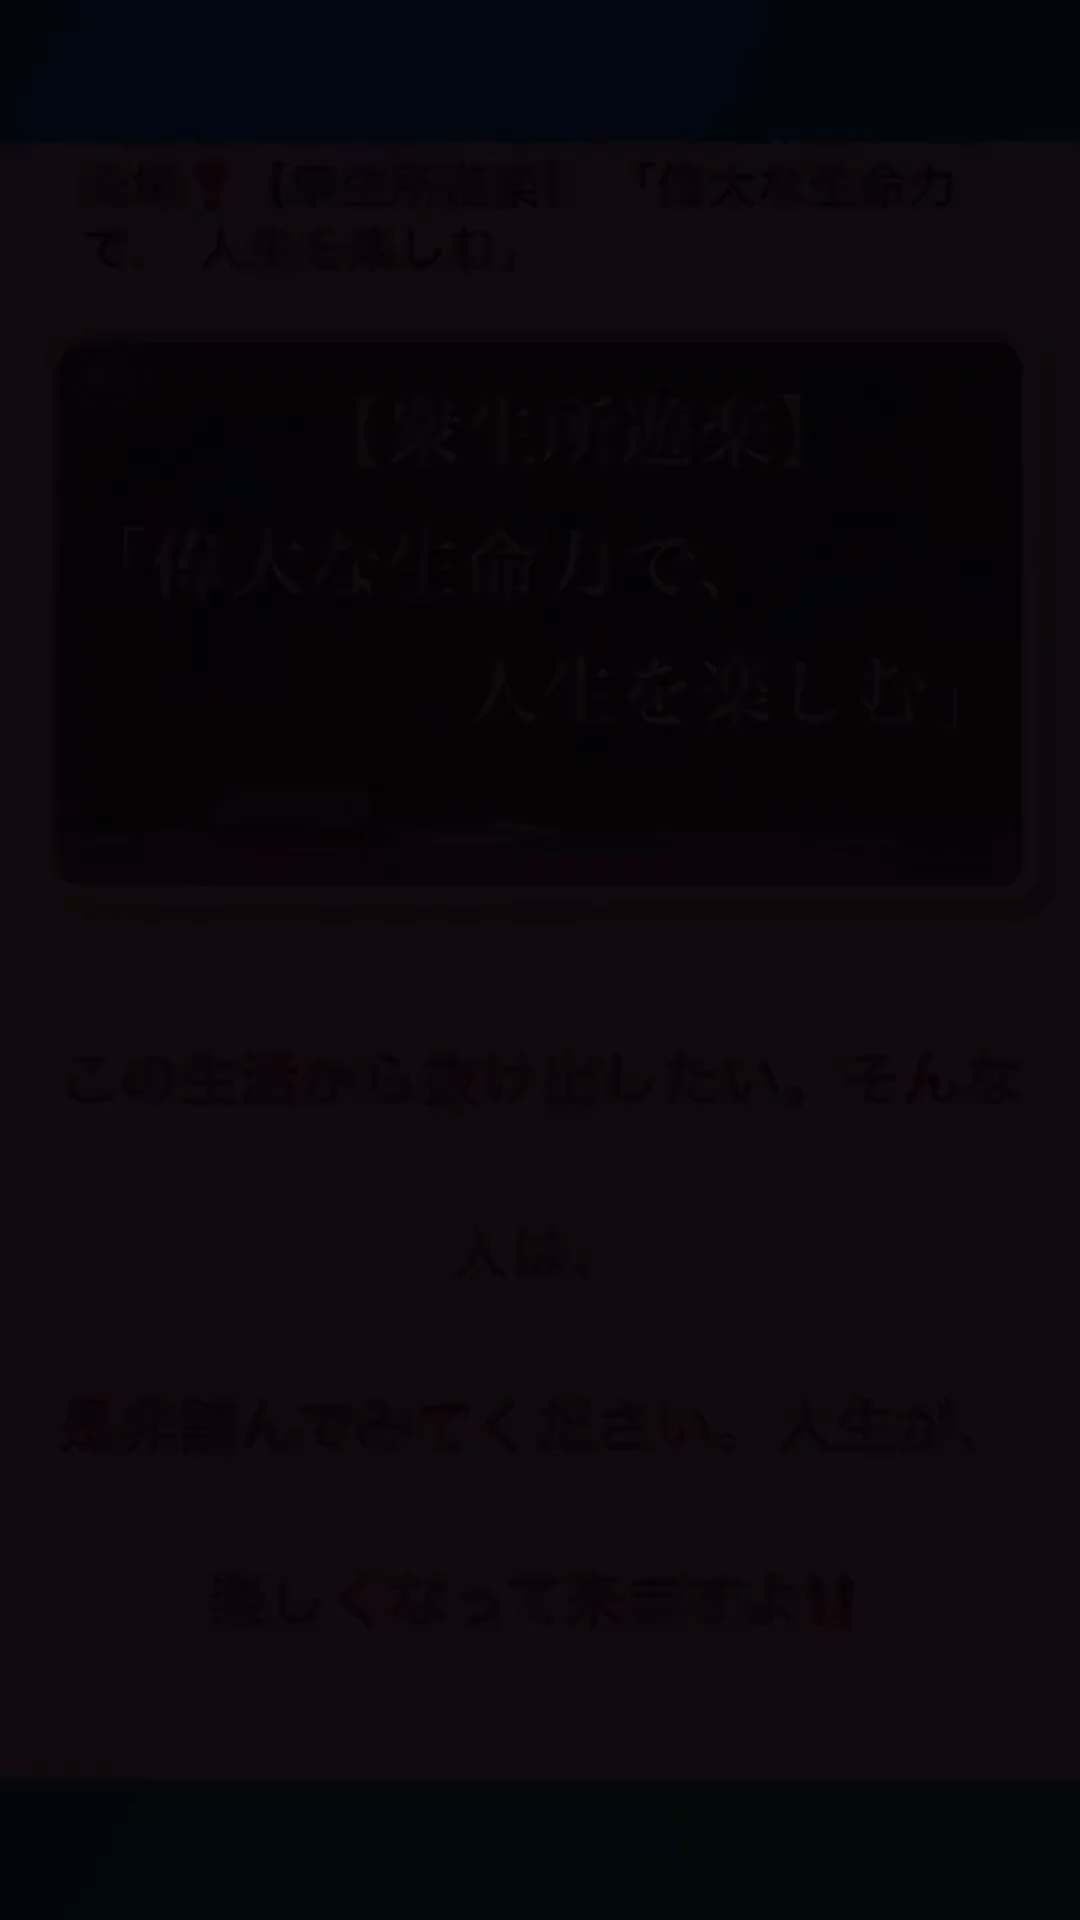 【衆生所遊楽】 「偉大な生命力
で、 人生を楽しむ」
【衆生所遊楽】
「偉大な生命力で、
人生を楽しむ」
この生活から抜け出したい。そんな
人は、
是非読んでみてください。人生が、
楽しくなって来ますよ‼